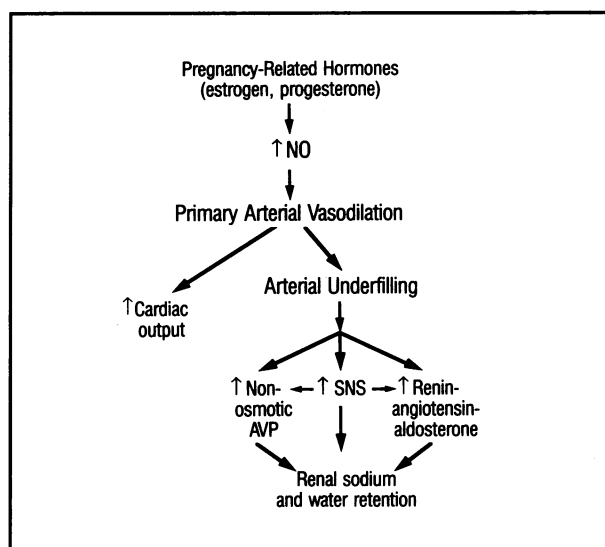 Pregnancy-Related Hormones
(estrogen, progesterone)
↑NO
Primary Arterial Vasodilation
↑Cardiac
output
Arterial Underfilling
↑Non-
osmotic
AVP
↑SNS
↑Renin-
angiotensin-
aldosterone
Renal sodium
and water retention